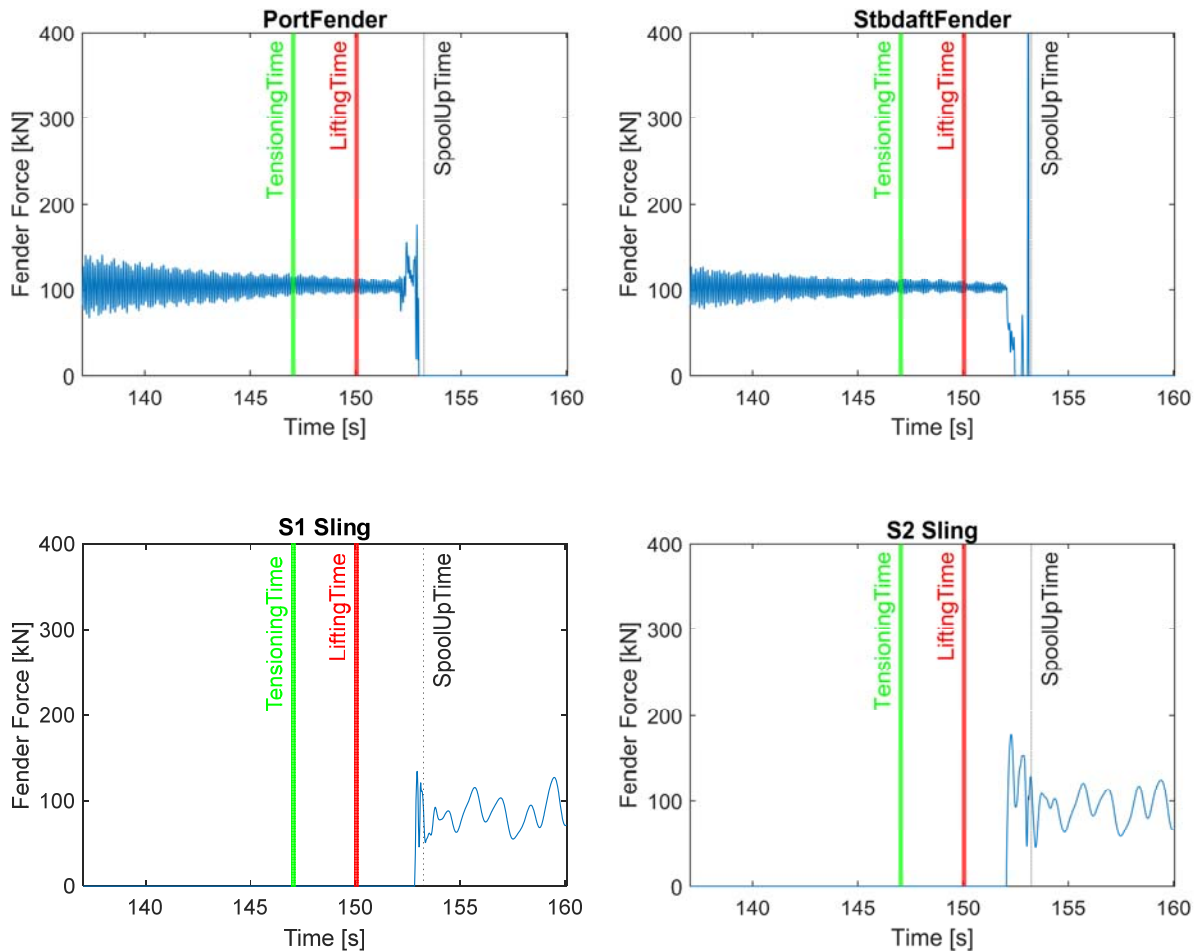 PortFender
400
300
200
100
0
Fender Force [kN]
TensioningTime
LiftingTime
SpoolUpTime
140 145 150 155 160
Time [s]
StbdaftFender
400
300
200
100
0
Fender Force [kN]
TensioningTime
LiftingTime
SpoolUpTime
140 145 150 155 160
Time [s]
S1 Sling
400
300
200
100
0
Fender Force [kN]
TensioningTime
LiftingTime
SpoolUpTime
140 145 150 155 160
Time [s]
S2 Sling
400
300
200
100
0
Fender Force [kN]
TensioningTime
LiftingTime
SpoolUpTime
140 145 150 155 160
Time [s]